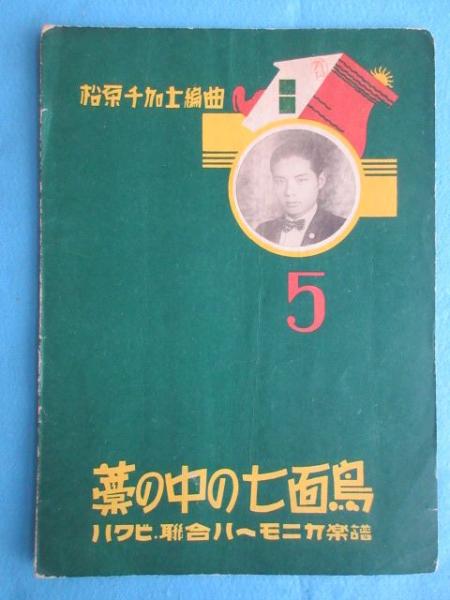 松原千加士編曲
5
藁の中の七面鳥
ハワビ.聯合ハーモニカ楽譜